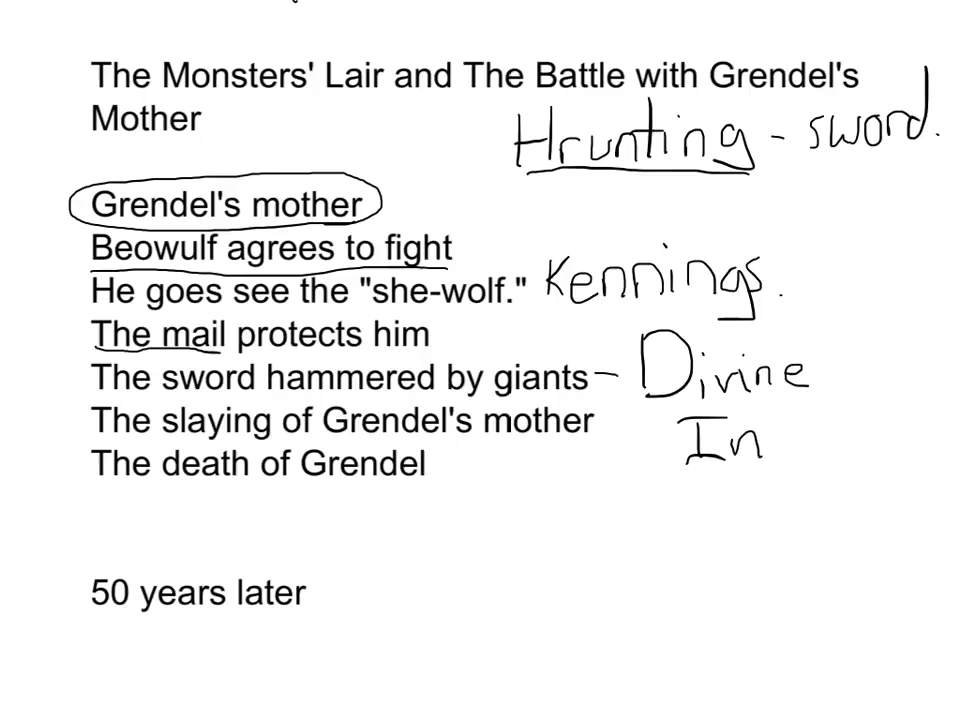 The Monsters' Lair and The Battle with Grendel's
Mother
Hrunting - sword.
Grendel's mother
Beowulf agrees to fight
He goes see the "she-wolf." Kennings.
The mail protects him
The sword hammered by giants - Divine
The slaying of Grendel's mother In
The death of Grendel
50 years later